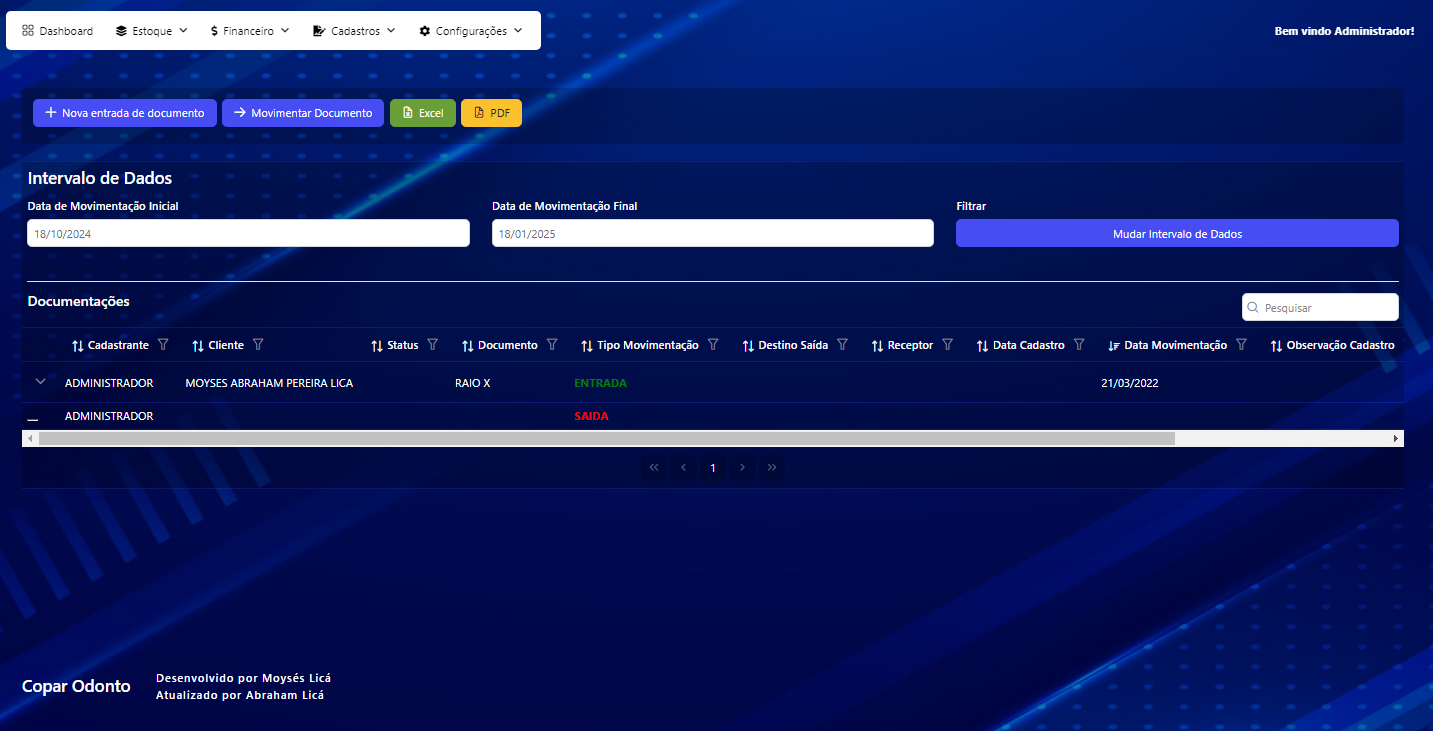 Dashboard Estoque Financeiro Cadastros Configurações Bem vindo Administrador!
Nova entrada de documento Movimentar Documento Excel PDF
Intervalo de Dados
Data de Movimentação Inicial Data de Movimentação Final Filtrar
18/10/2024 18/01/2025 Mudar Intervalo de Dados
Documentações Pesquisar
Cadastrante Cliente Status Documento Tipo Movimentação Destino Saída Receptor Data Cadastro Data Movimentação Observação Cadastro
ADMINISTRADOR MOYSES ABRAHAM PEREIRA LICA RAIO X ENTRADA 21/03/2022
ADMINISTRADOR SAIDA
1
Copar Odonto
Desenvolvido por Moysés Licá
Atualizado por Abraham Licá